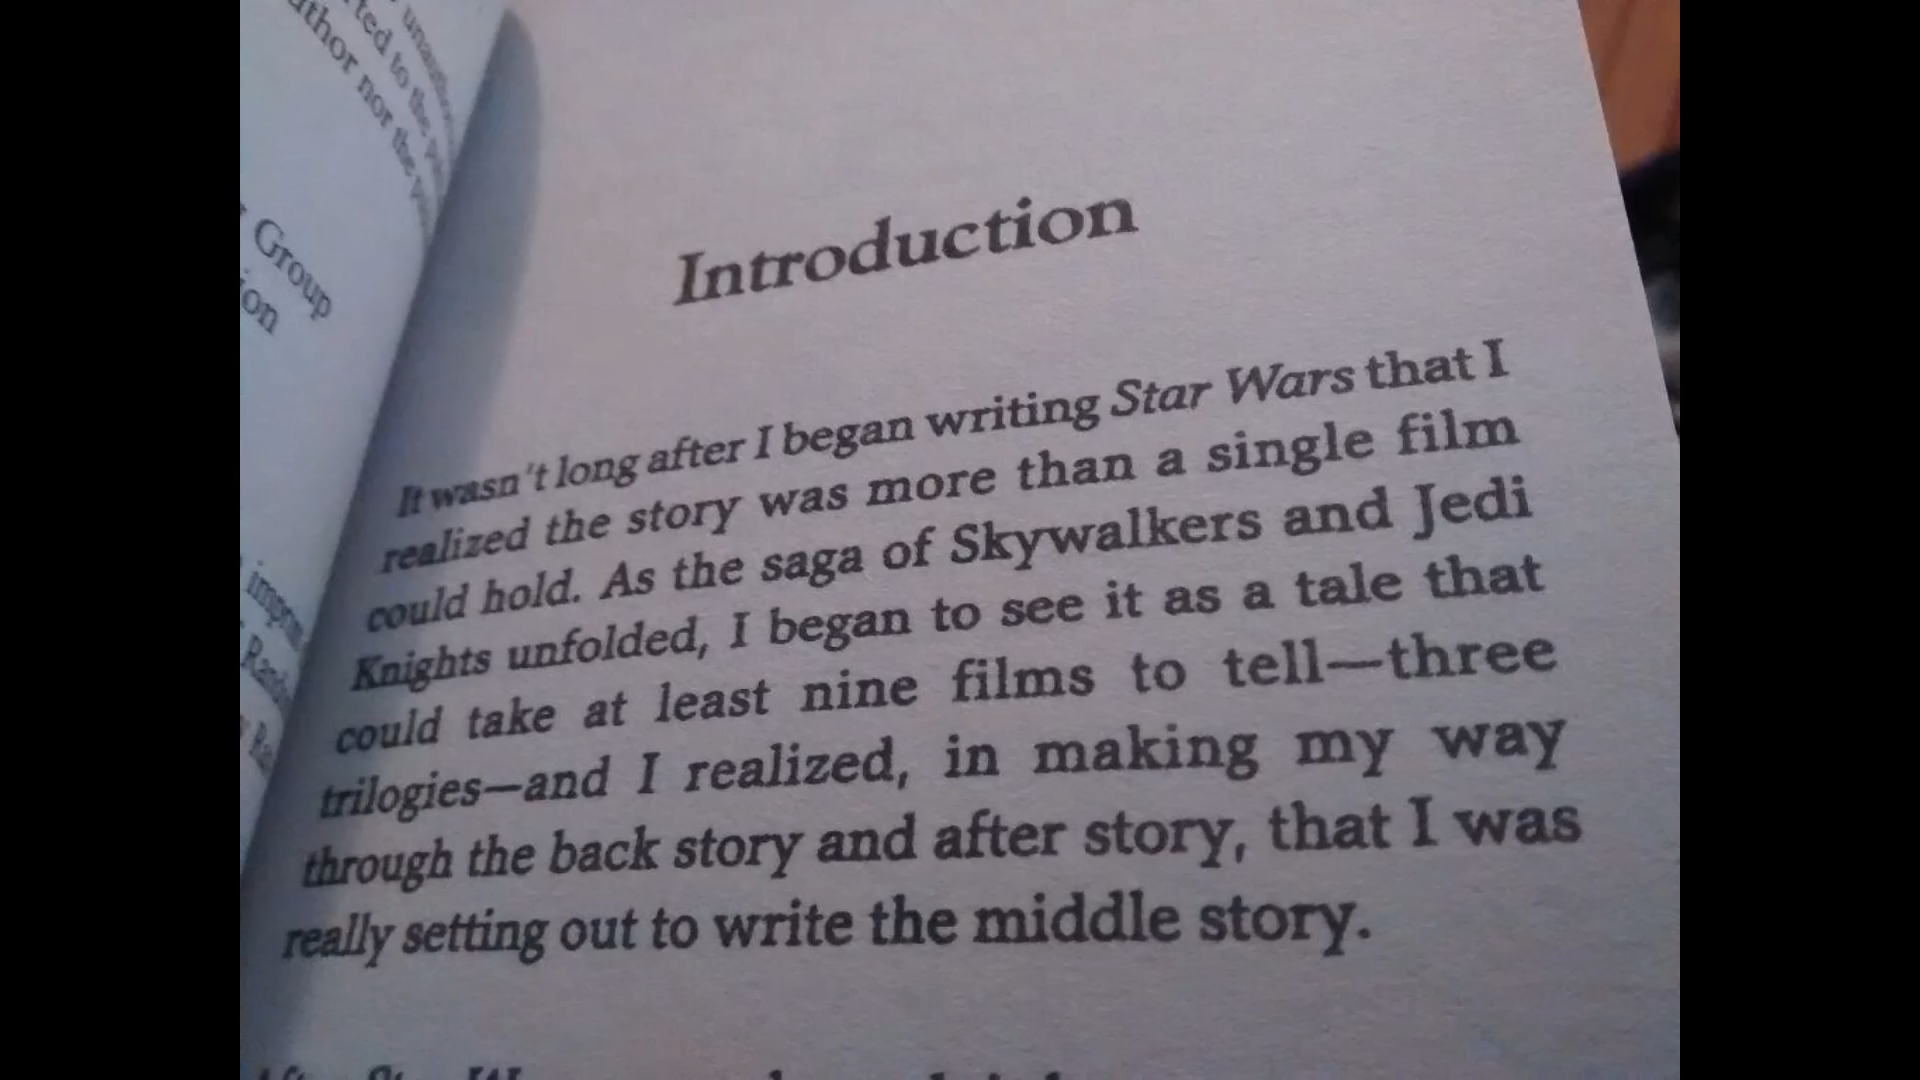 author nor the
Group
Introduction
It wasn't long after I began writing Star Wars that I
realized the story was more than a single film
could hold. As the saga of Skywalkers and Jedi
Knights unfolded, I began to see it as a tale that
could take at least nine films to tell—three
trilogies—and I realized, in making my way
through the back story and after story, that I was
really setting out to write the middle story.